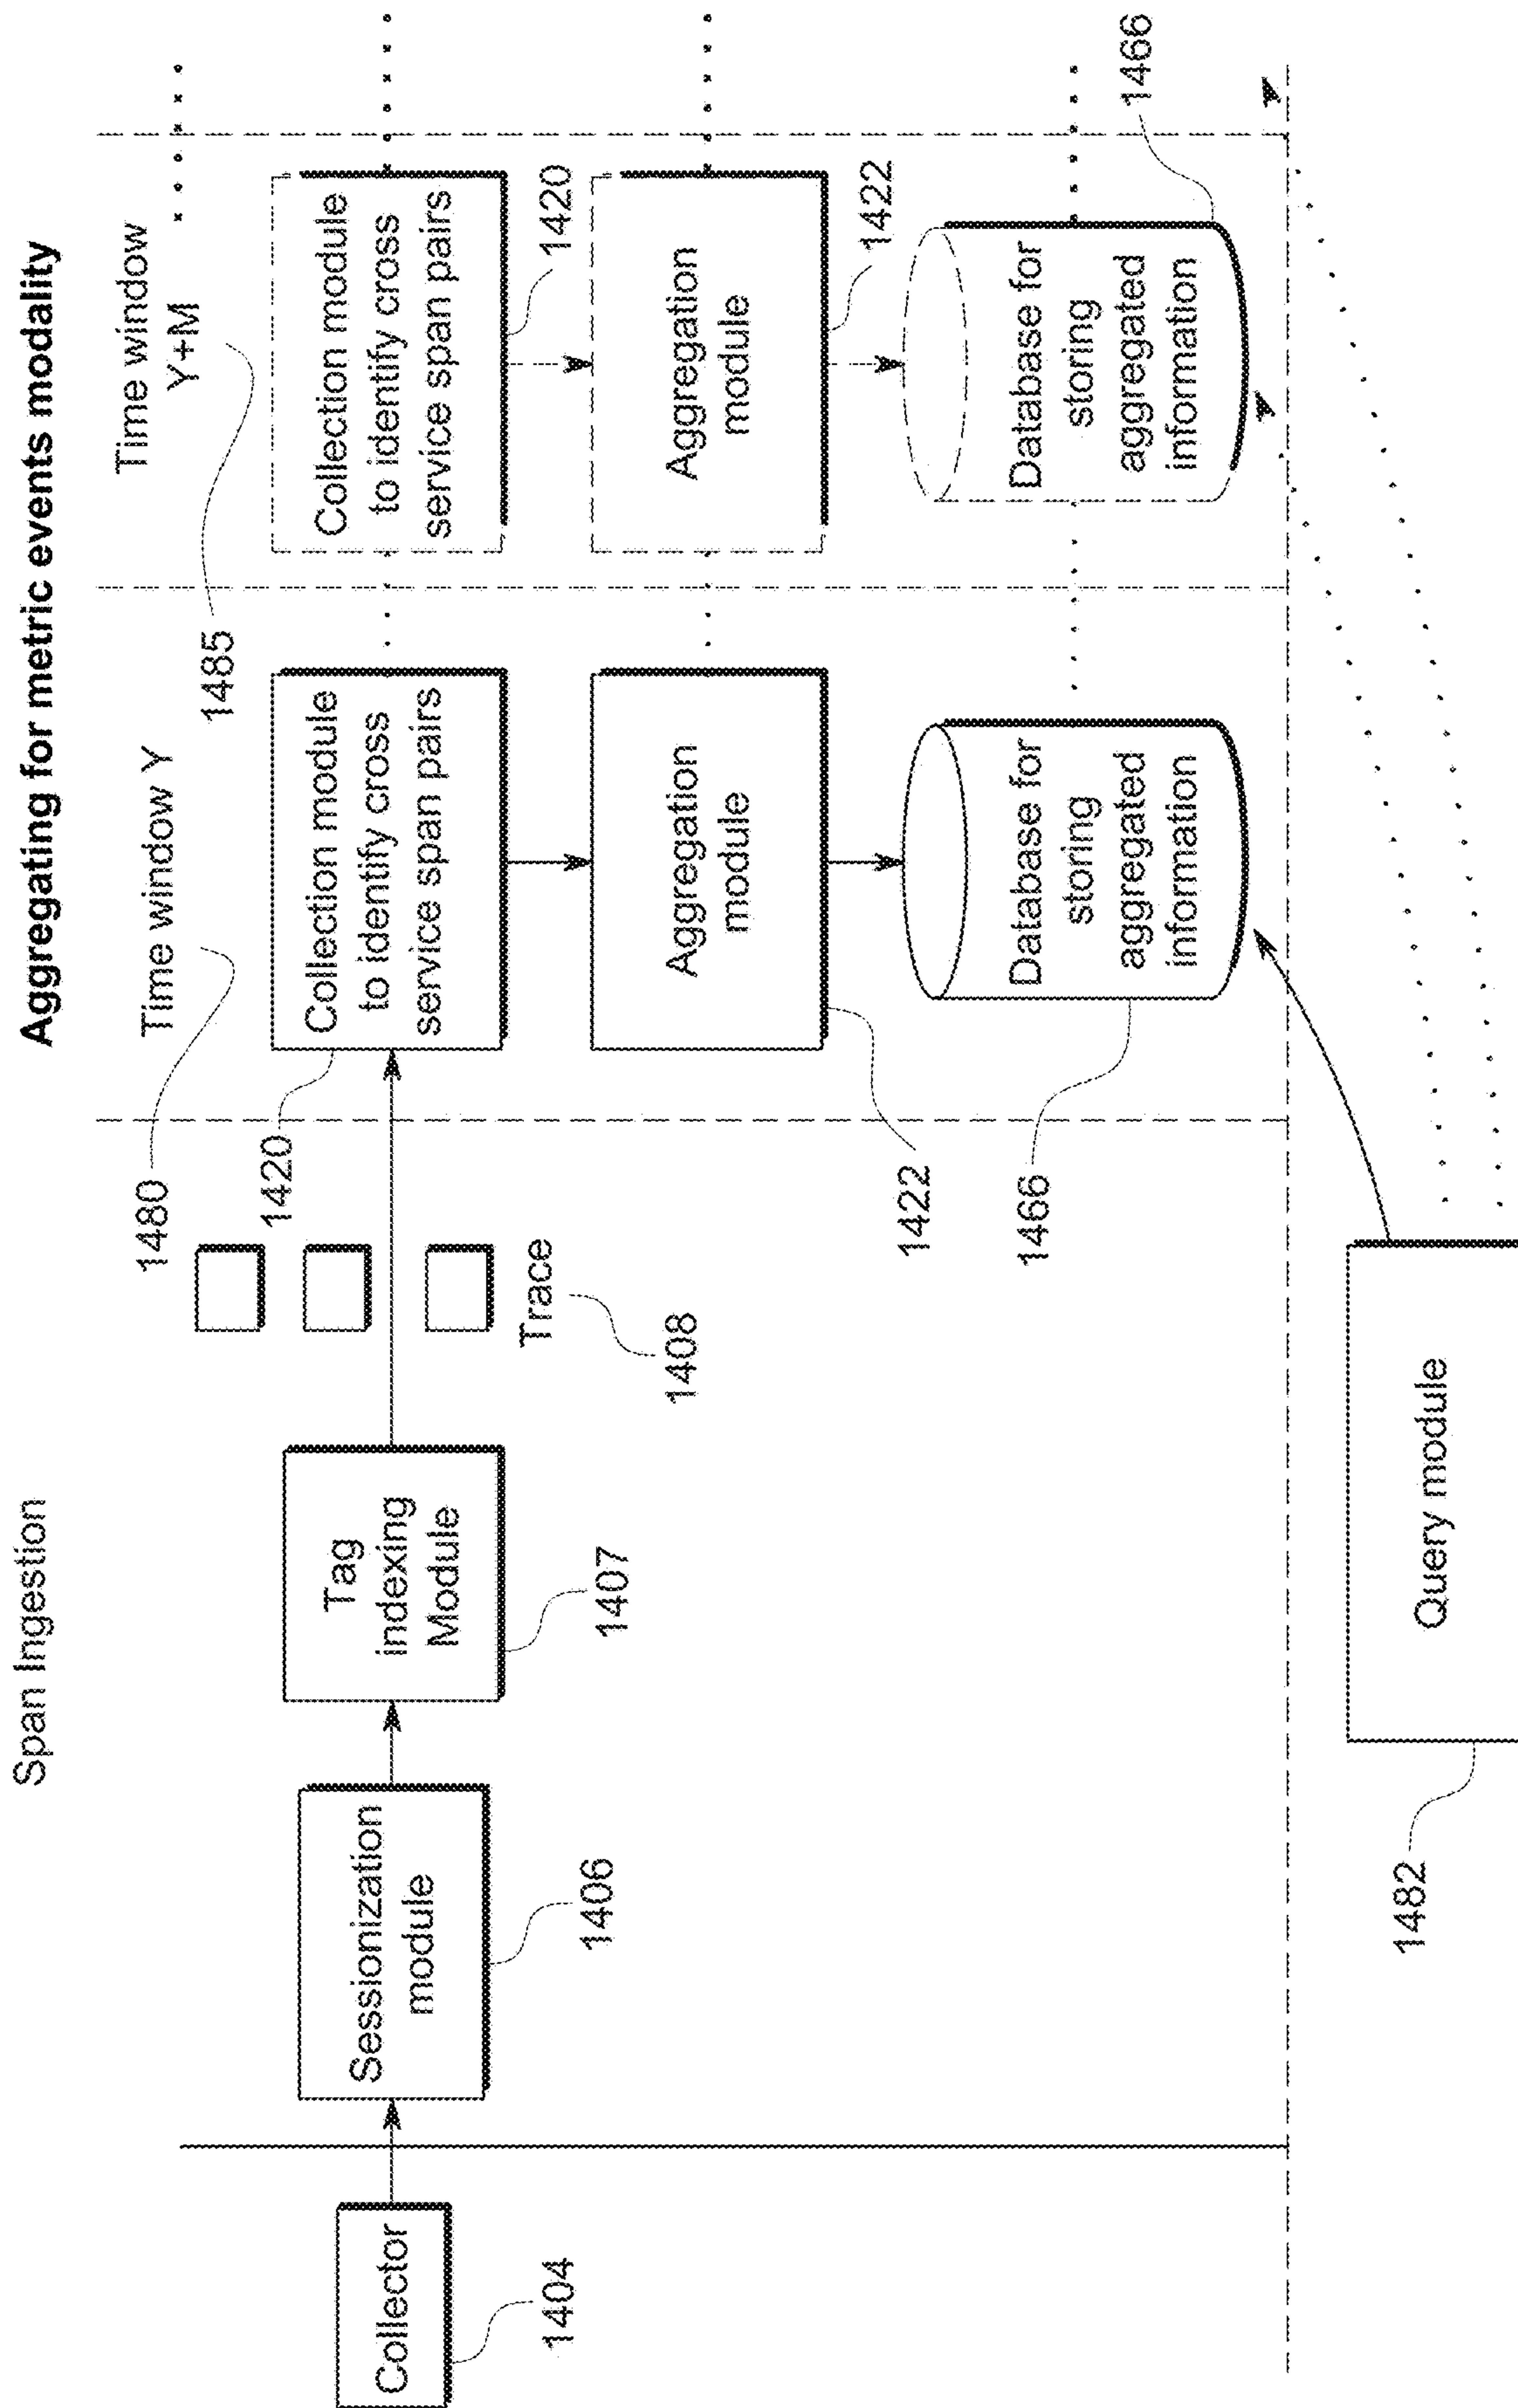 Aggregating for metric events modality
Span Ingestion
Time window Y
1480
Time window
Y+M
1485
Collector
1404
Sessionization
module
1406
Tag
indexing
Module
1407
Trace
1408
Collection module
to identify cross
service span pairs
1420
Aggregation
module
1422
Database for
storing
aggregated
information
1466
Collection module
to identify cross
service span pairs
1420
Aggregation
module
1422
Database for
storing
aggregated
information
1466
Query module
1482